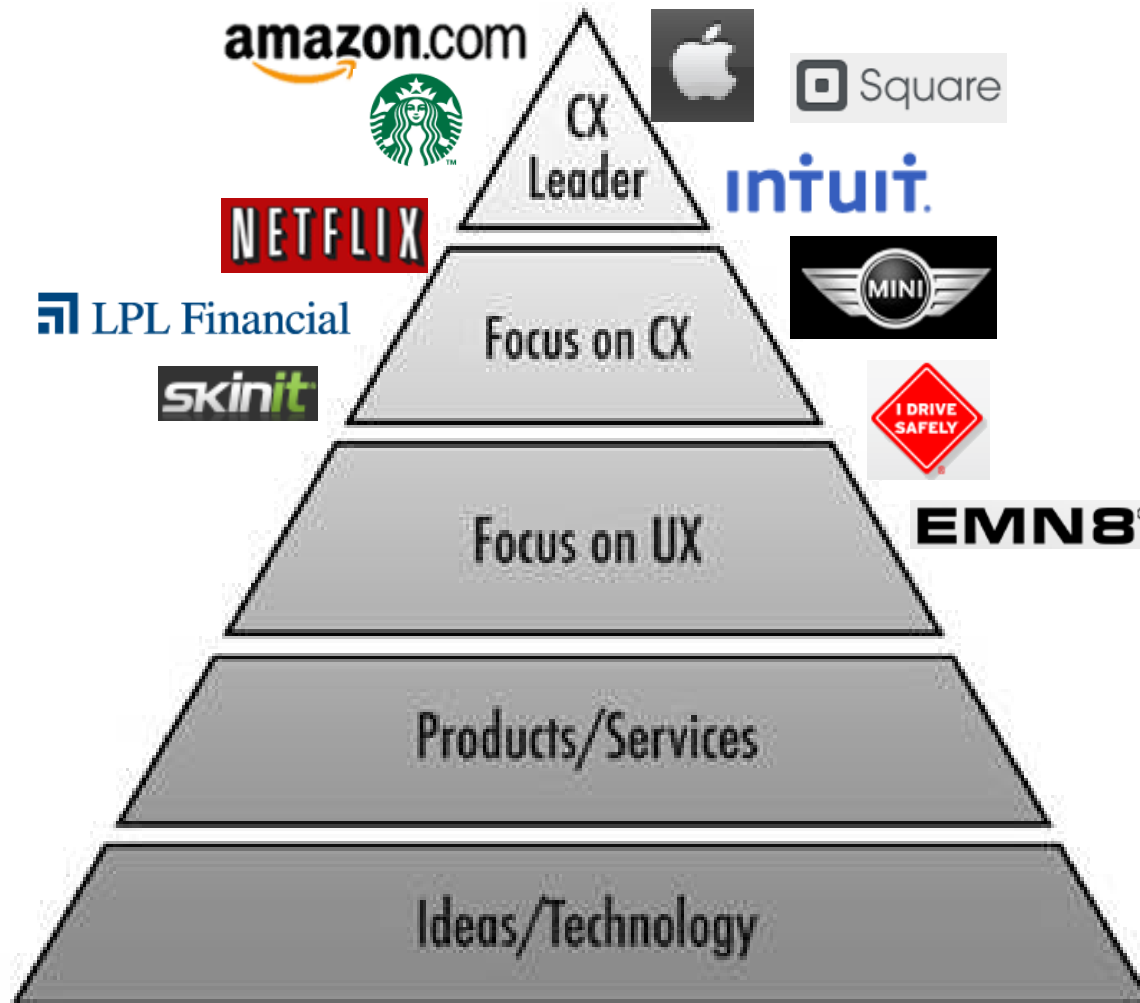 amazon.com
Square
CX
Leader
TM
intuit.
NETFLIX
MINI
LPL Financial
Focus on CX
skinit
I DRIVE
SAFELY
®
Focus on UX
EMN8
Products/Services
Ideas/Technology